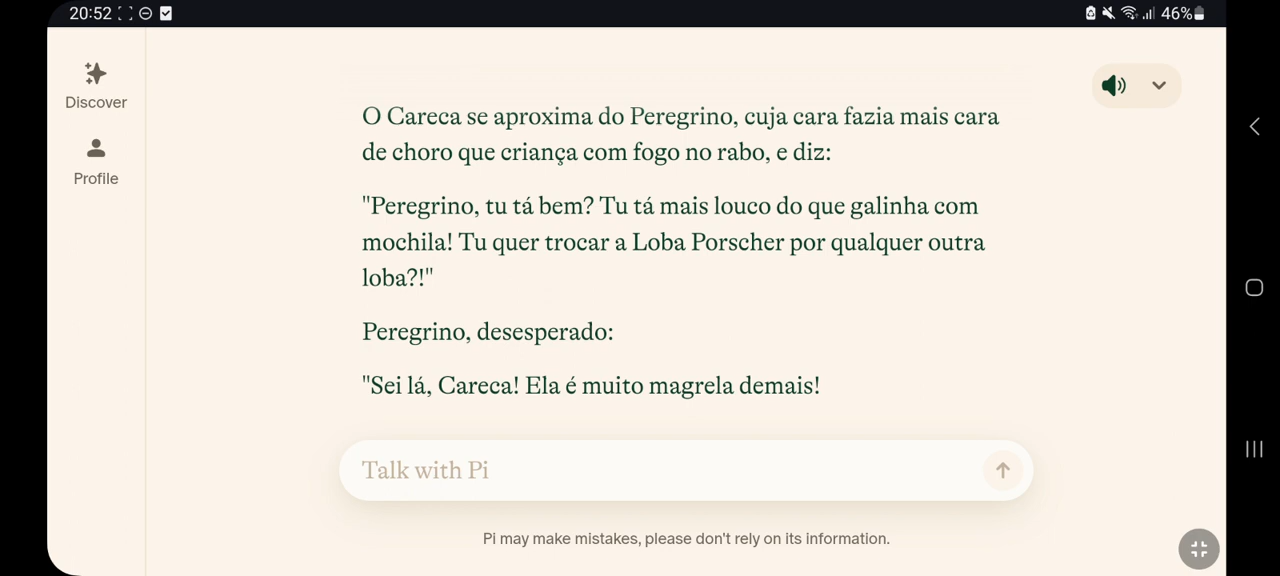 20:52
46%
Discover
Profile
O Careca se aproxima do Peregrino, cuja cara fazia mais cara
de choro que criança com fogo no rabo, e diz:
"Peregrino, tu tá bem? Tu tá mais louco do que galinha com
mochila! Tu quer trocar a Loba Porscher por qualquer outra
loba?!"
Peregrino, desesperado:
"Sei lá, Careca! Ela é muito magrela demais!
Talk with Pi
Pi may make mistakes, please don't rely on its information.